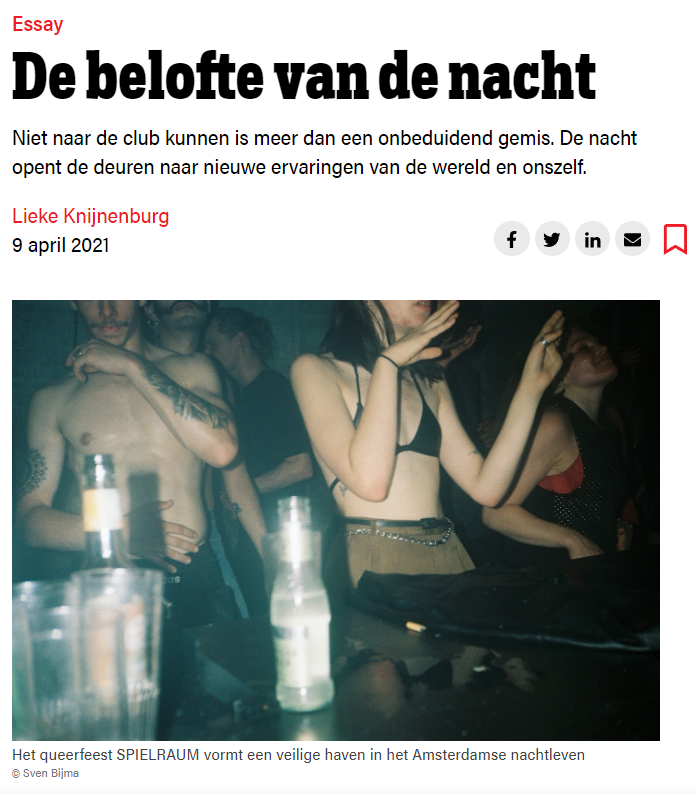 Essay
De belofte van de nacht
Niet naar de club kunnen is meer dan een onbeduidend gemis. De nacht
opent de deuren naar nieuwe ervaringen van de wereld en onszelf.
Lieke Knijnenburg
9 april 2021
Het queerfeest SPIELRAUM vormt een veilige haven in het Amsterdamse nachtleven
© Sven Bijma